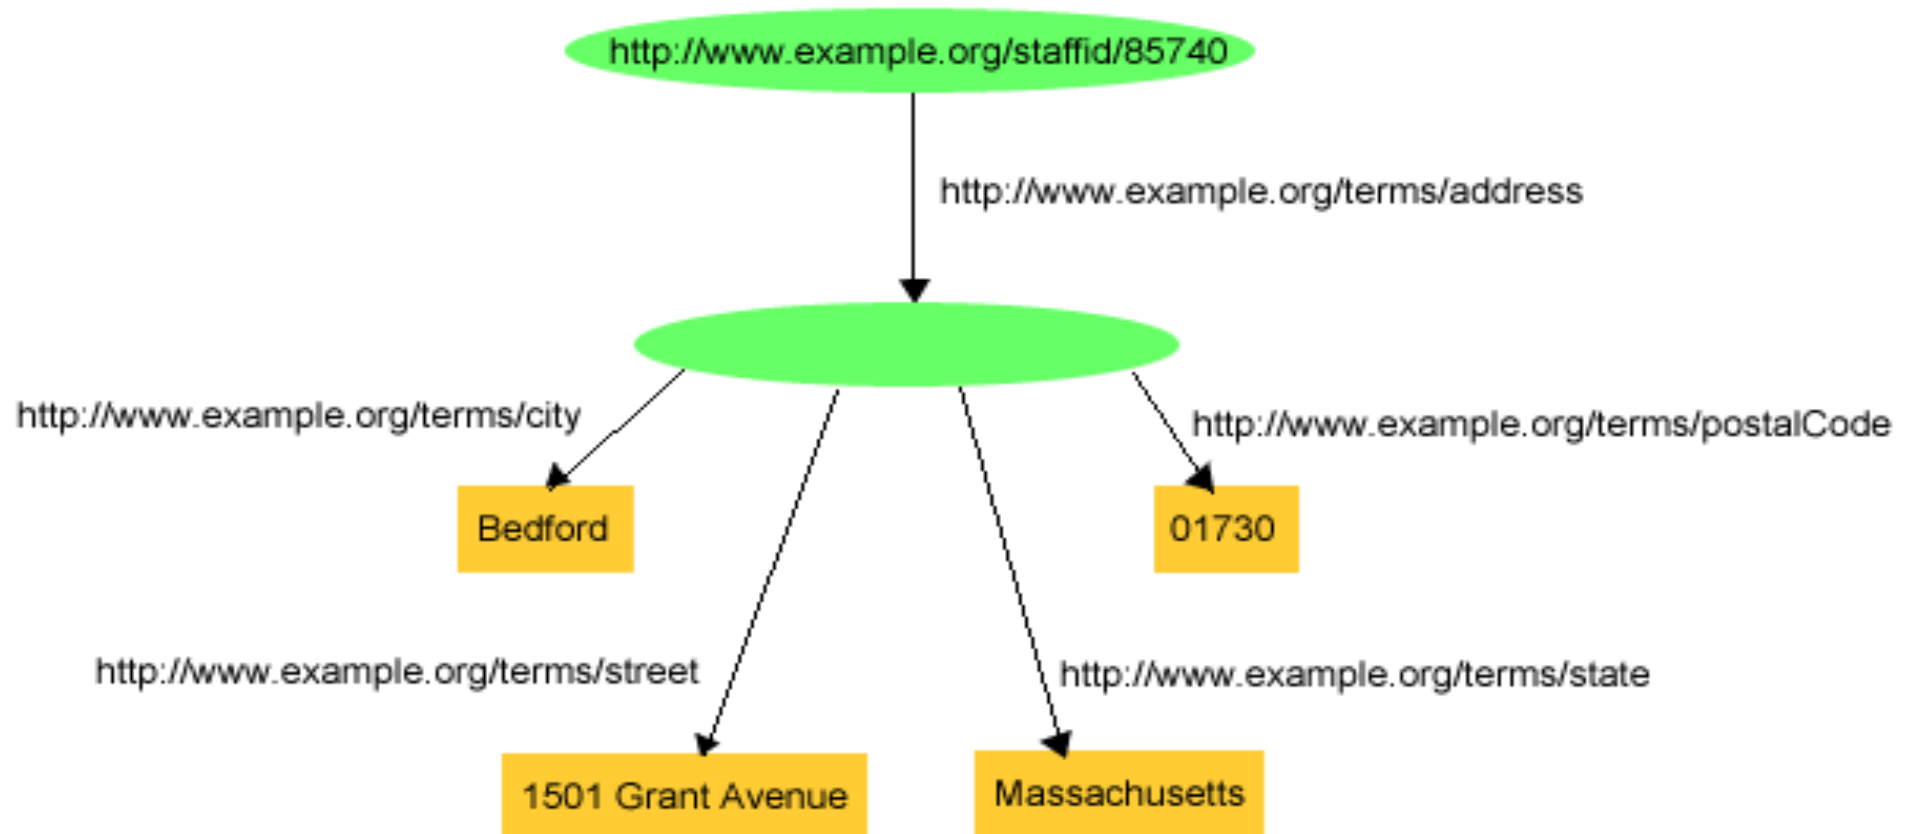 http://www.example.org/staffid/85740
http://www.example.org/terms/address
http://www.example.org/terms/city
http://www.example.org/terms/postalCode
Bedford
01730
http://www.example.org/terms/street
http://www.example.org/terms/state
1501 Grant Avenue
Massachusetts